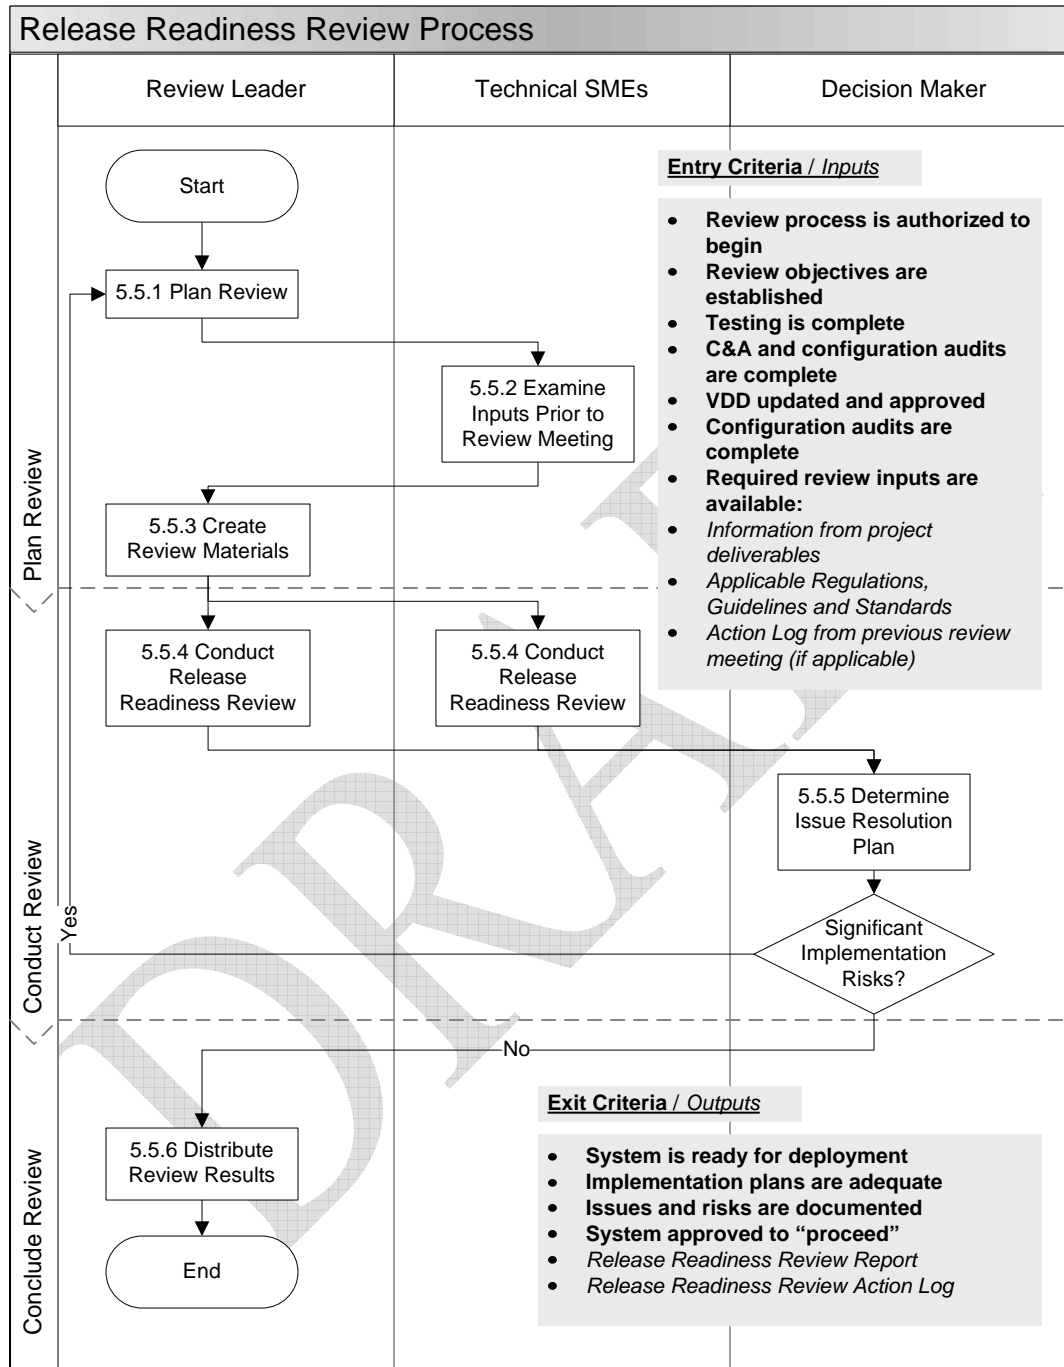 Release Readiness Review Process
Review Leader
Technical SMEs
Decision Maker
Start
Entry Criteria / Inputs
• Review process is authorized to
begin
• Review objectives are
established
• Testing is complete
• C&A and configuration audits
are complete
• VDD updated and approved
• Configuration audits are
complete
• Required review inputs are
available:
• Information from project
deliverables
• Applicable Regulations,
Guidelines and Standards
• Action Log from previous review
meeting (if applicable)
5.5.1 Plan Review
5.5.2 Examine
Inputs Prior to
Review Meeting
Plan Review
5.5.3 Create
Review Materials
5.5.4 Conduct
Release
Readiness Review
5.5.4 Conduct
Release
Readiness Review
Conduct Review
5.5.5 Determine
Issue Resolution
Plan
Significant
Implementation
Risks?
Yes
No
Conclude Review
5.5.6 Distribute
Review Results
End
Exit Criteria / Outputs
• System is ready for deployment
• Implementation plans are adequate
• Issues and risks are documented
• System approved to “proceed”
• Release Readiness Review Report
• Release Readiness Review Action Log